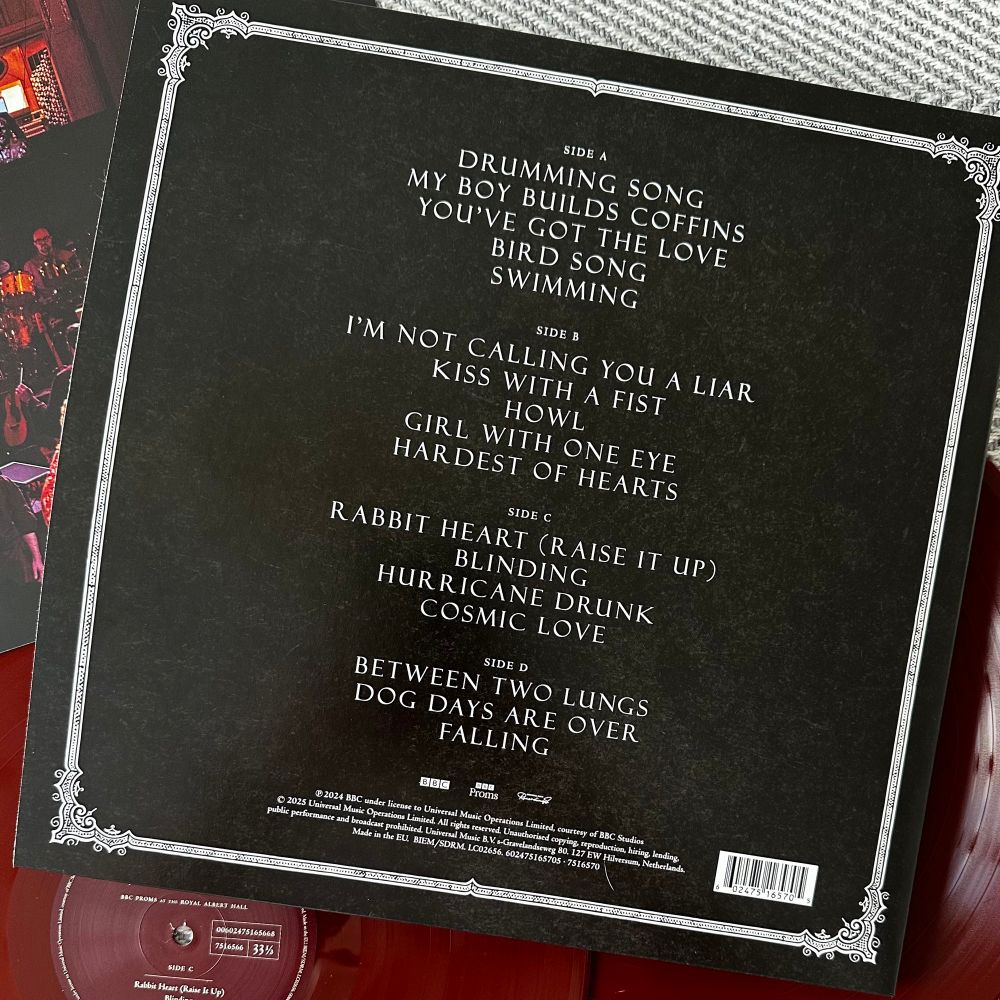 SIDE A
DRUMMING SONG
MY BOY BUILDS COFFINS
YOU'VE GOT THE LOVE
BIRD SONG
SWIMMING
SIDE B
I'M NOT CALLING YOU A LIAR
KISS WITH A FIST
HOWL
GIRL WITH ONE EYE
HARDEST OF HEARTS
SIDE C
RABBIT HEART (RAISE IT UP)
BLINDING
HURRICANE DRUNK
COSMIC LOVE
SIDE D
BETWEEN TWO LUNGS
DOG DAYS ARE OVER
FALLING
BBC
BBC Proms
℗ 2024 BBC under license to Universal Music Operations Limited, courtesy of BBC Studios
© 2025 Universal Music Operations Limited. All rights reserved. Unauthorised copying, reproduction, hiring, lending,
public performance and broadcast prohibited. Universal Music B.V. s-Gravelandseweg 80, 127 EW Hilversum, Netherlands.
Made in the EU. BIEM/SDRM. LC02656. 602475165705 · 7516570
6 02475 16570 5
BBC PROMS AT THE ROYAL ALBERT HALL
00602475165668
7516566 33⅓
SIDE C
Rabbit Heart (Raise It Up)